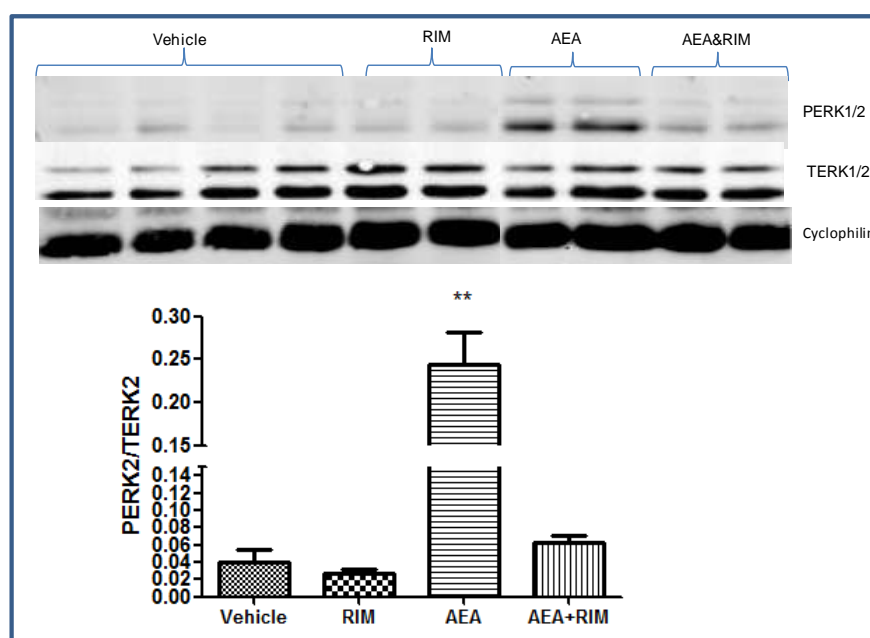 Vehicle RIM AEA AEA&RIM
PERK1/2
TERK1/2
Cyclophilin
**
0.30
0.25
0.20
0.15
0.14
0.12
0.10
0.08
0.06
0.04
0.02
0.00
PERK2/TERK2
Vehicle RIM AEA AEA+RIM